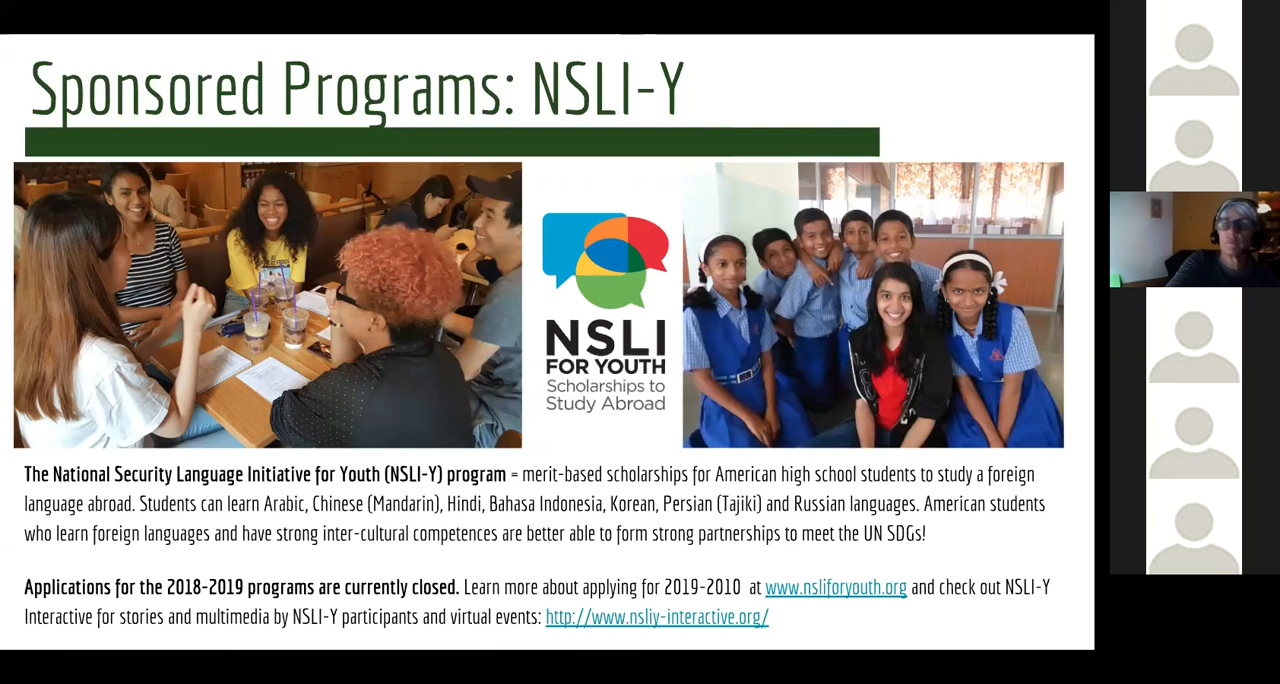 Sponsored Programs: NSLI-Y
NSLI
FOR YOUTH
Scholarships to
Study Abroad
The National Security Language Initiative for Youth (NSLI-Y) program = merit-based scholarships for American high school students to study a foreign
language abroad. Students can learn Arabic, Chinese (Mandarin), Hindi, Bahasa Indonesia, Korean, Persian (Tajiki) and Russian languages. American students
who learn foreign languages and have strong inter-cultural competences are better able to form strong partnerships to meet the UN SDGs!
Applications for the 2018-2019 programs are currently closed. Learn more about applying for 2019-2010 at www.nsliforyouth.org and check out NSLI-Y
Interactive for stories and multimedia by NSLI-Y participants and virtual events: http://www.nsliy-interactive.org/